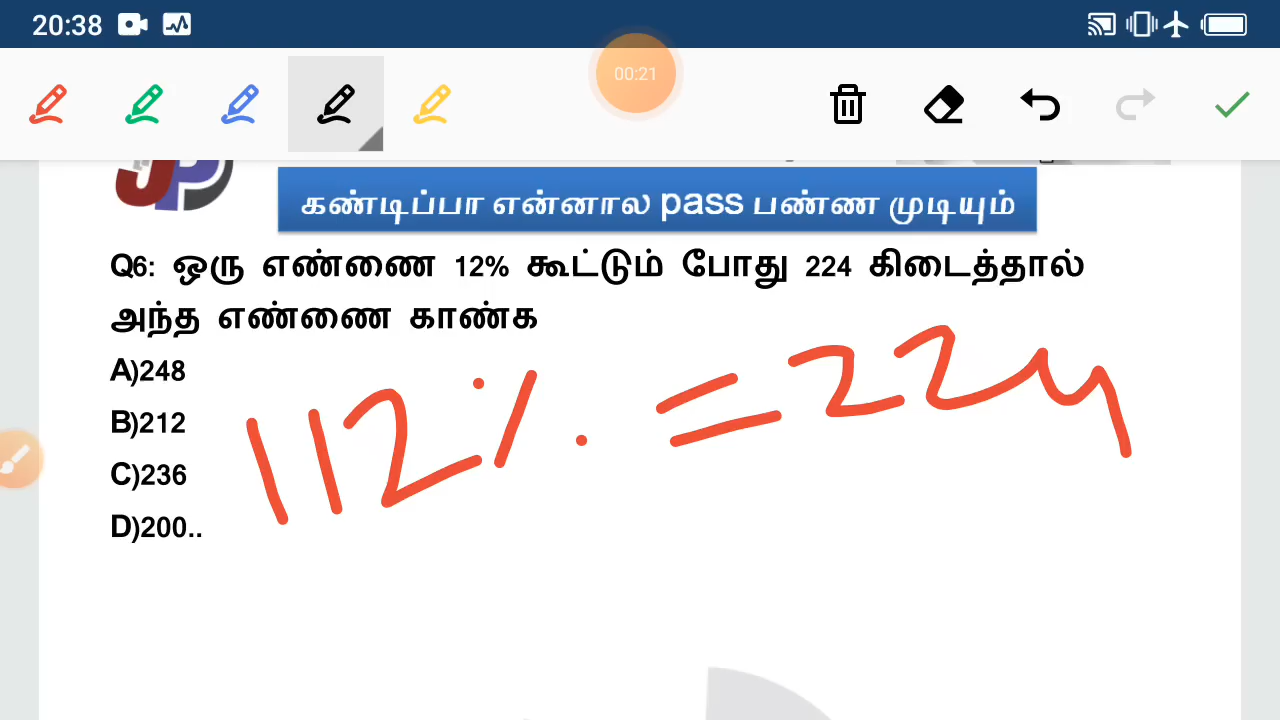 20:38
00:21
JP
கண்டிப்பா என்னால pass பண்ண முடியும்
Q6: ஒரு எண்ணை 12% கூட்டும் போது 224 கிடைத்தால்
அந்த எண்ணை காண்க
A)248
B)212
C)236
D)200..
112% = 224